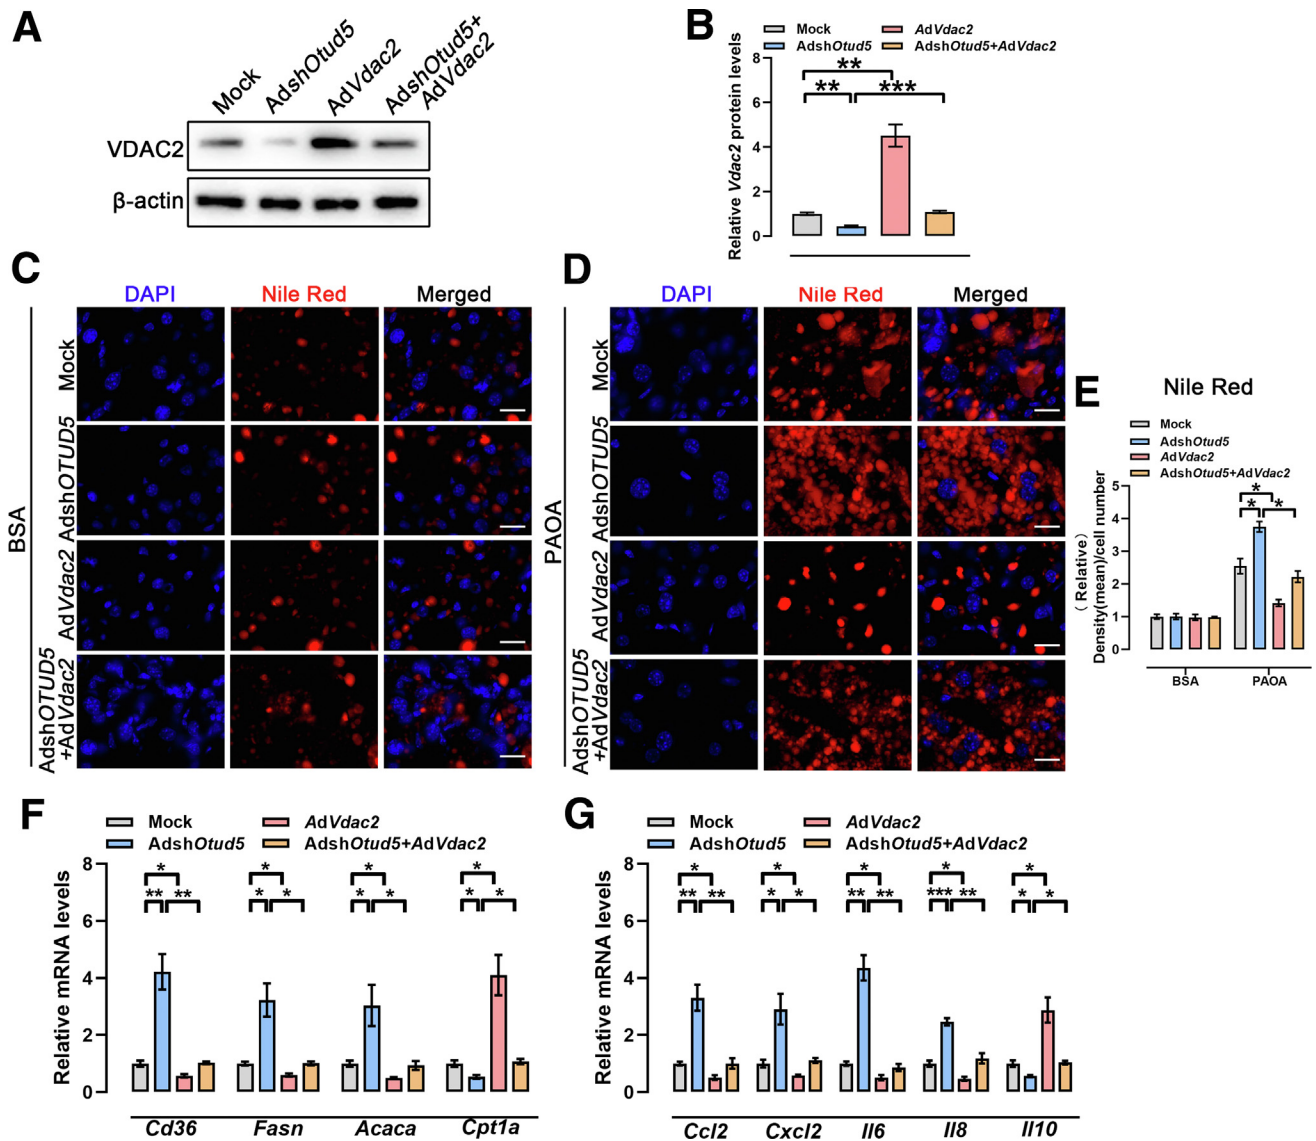 A
Mock
AdshOtud5
AdVdac2
AdshOtud5+
AdVdac2
VDAC2
β-actin
B
Mock
AdVdac2
AdshOtud5
AdshOtud5+AdVdac2
Relative Vdac2 protein levels
8
6
4
2
0
**
**
***
C
DAPI
Nile Red
Merged
BSA
Mock
AdshOTUD5
AdVdac2
AdshOTUD5
+AdVdac2
D
DAPI
Nile Red
Merged
PAOA
Mock
AdshOTUD5
AdVdac2
AdshOTUD5
+AdVdac2
E
Nile Red
Mock
AdshOtud5
AdVdac2
AdshOtud5+AdVdac2
(Relative)
Density(mean)/cell number
5
4
3
2
1
0
*
*
*
BSA
PAOA
F
Mock
AdVdac2
AdshOtud5
AdshOtud5+AdVdac2
Relative mRNA levels
8
6
4
2
0
*
*
*
*
** **
* *
* *
* *
Cd36
Fasn
Acaca
Cpt1a
G
Mock
AdVdac2
AdshOtud5
AdshOtud5+AdVdac2
Relative mRNA levels
8
6
4
2
0
*
*
*
*
*
** **
* *
** **
*** **
* *
Ccl2
Cxcl2
Il6
Il8
Il10